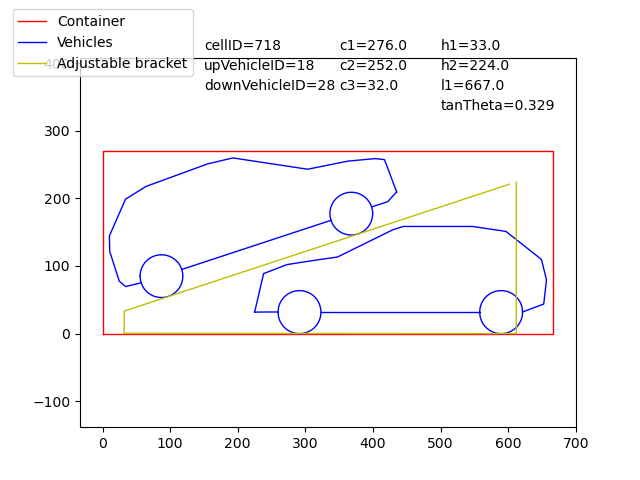 Container
Vehicles
Adjustable bracket
cellID=718 c1=276.0 h1=33.0
upVehicleID=18 c2=252.0 h2=224.0
downVehicleID=28 c3=32.0 l1=667.0
tanTheta=0.329
400
300
200
100
0
−100
0 100 200 300 400 500 600 700